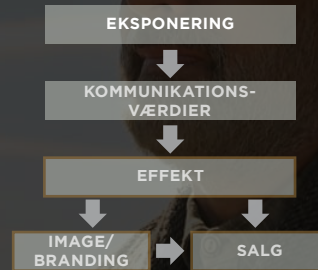 EKSPONERING
KOMMUNIKATIONS-
VÆRDIER
EFFEKT
IMAGE/
BRANDING
SALG